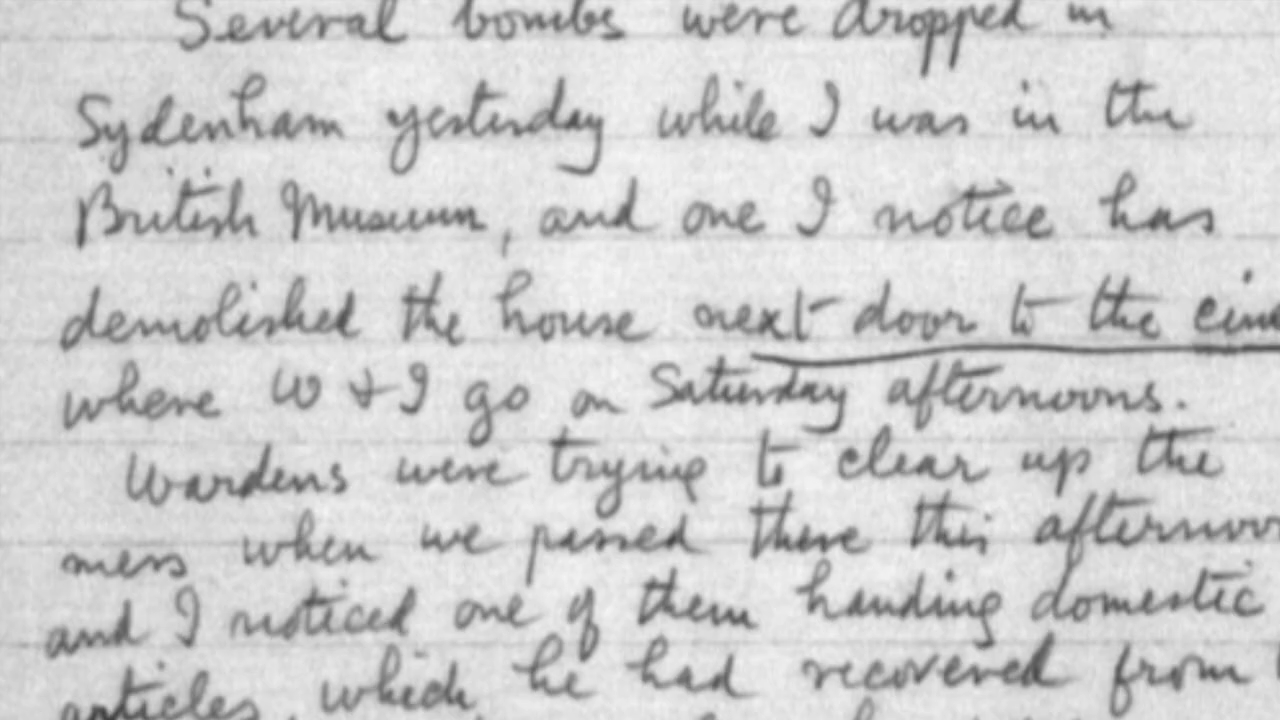 Several bombs were dropped in
Sydenham yesterday while I was in the
British Museum, and one I notice has
demolished the house next door to the
where W & I go on Saturday afternoons.
Wardens were trying to clear up the
mess when we passed there this
and I noticed one of them handing domestic
articles, which he had recovered from